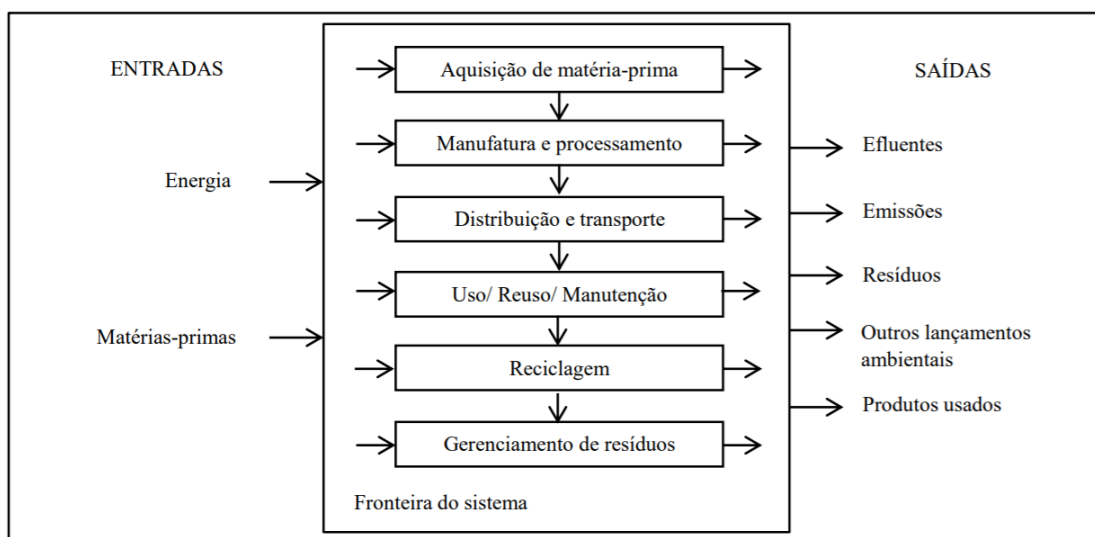 ENTRADAS
Energia
Matérias-primas
Aquisição de matéria-prima
Manufatura e processamento
Distribuição e transporte
Uso/ Reuso/ Manutenção
Reciclagem
Gerenciamento de resíduos
Fronteira do sistema
SAÍDAS
Efluentes
Emissões
Resíduos
Outros lançamentos
ambientais
Produtos usados